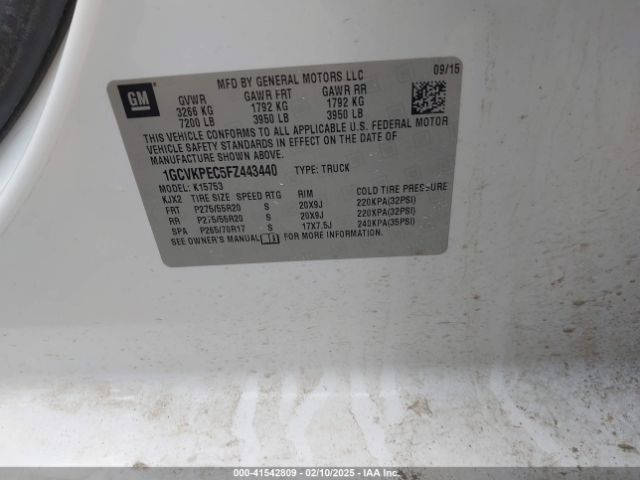 GM
MFD BY GENERAL MOTORS LLC
09/15
GVWR GAWR FRT GAWR RR
3266 KG 1792 KG 1792 KG
7200 LB 3950 LB 3950 LB
THIS VEHICLE CONFORMS TO ALL APPLICABLE U.S. FEDERAL MOTOR
VEHICLE SAFETY STANDARDS IN EFFECT ON THE DATE OF
MANUFACTURE SHOWN ABOVE.
1GCVKPEC5FZ443440 TYPE: TRUCK
MODEL: K15753
KJX2 TIRE SIZE SPEED RTG RIM COLD TIRE PRESSURE
FRT P275/55R20 S 20X9J 220KPA(32PSI)
RR P275/55R20 S 20X9J 220KPA(32PSI)
SPA P265/70R17 S 17X7.5J 240KPA(35PSI)
SEE OWNER'S MANUAL FOR MORE INFORMATION.
000-41542809 - 02/10/2025 - IAA Inc.